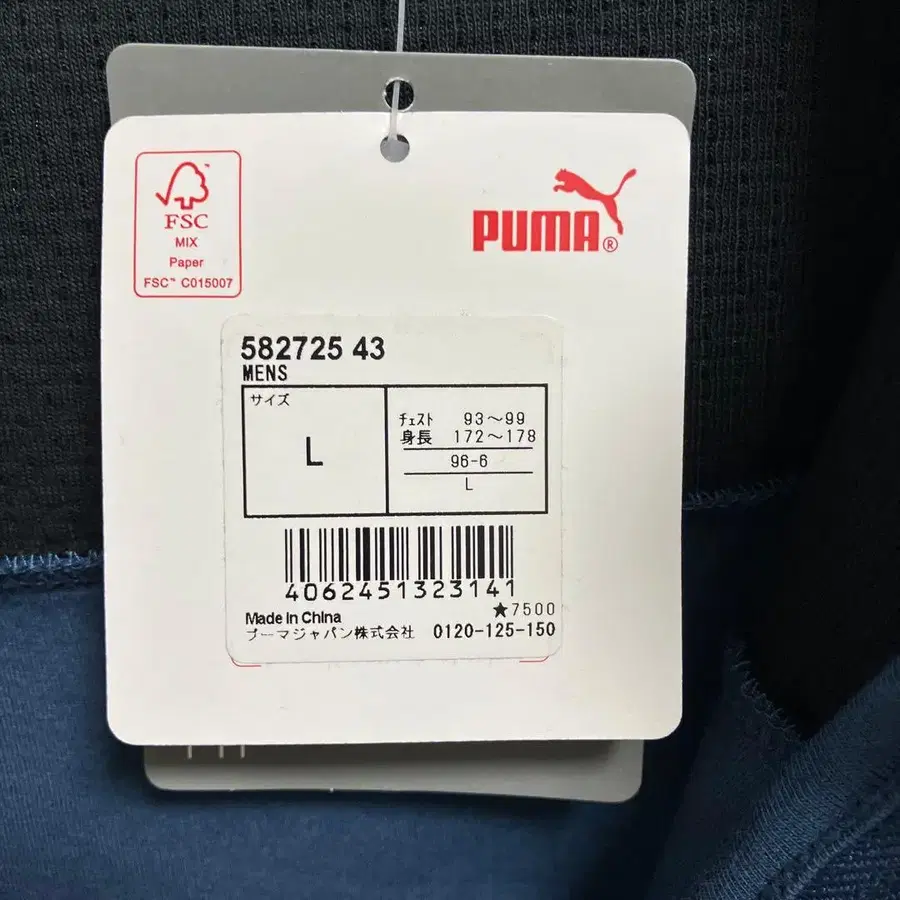 FSC
MIX
Paper
FSC™ C015007
PUMA®
582725 43
MENS
サイズ
L
チェスト 93～99
身長 172～178
96-6
L
4062451323141
★7500
Made in China
プーマジャパン株式会社 0120-125-150